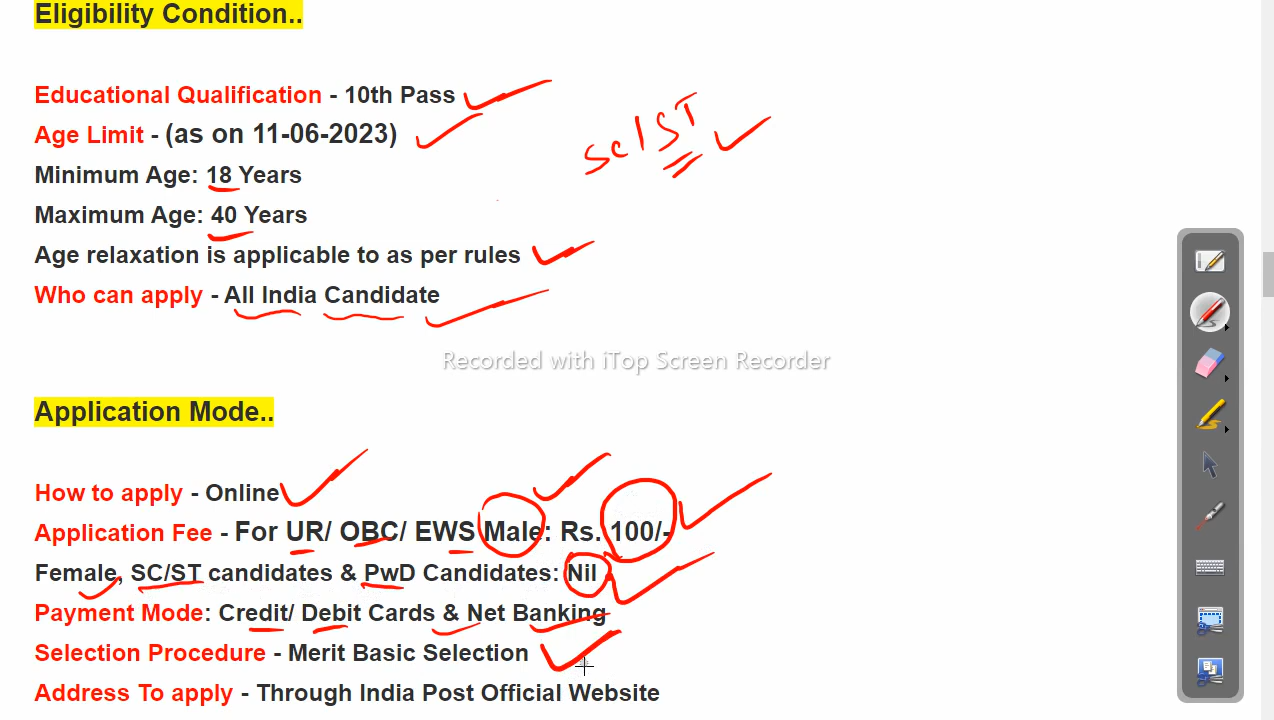 Eligibility Condition..
Educational Qualification - 10th Pass
Age Limit - (as on 11-06-2023)
sc/ST
Minimum Age: 18 Years
Maximum Age: 40 Years
Age relaxation is applicable to as per rules
Who can apply - All India Candidate
Recorded with iTop Screen Recorder
Application Mode..
How to apply - Online
Application Fee - For UR/ OBC/ EWS Male: Rs. 100/-
Female, SC/ST candidates & PwD Candidates: Nil
Payment Mode: Credit/ Debit Cards & Net Banking
Selection Procedure - Merit Basic Selection
Address To apply - Through India Post Official Website